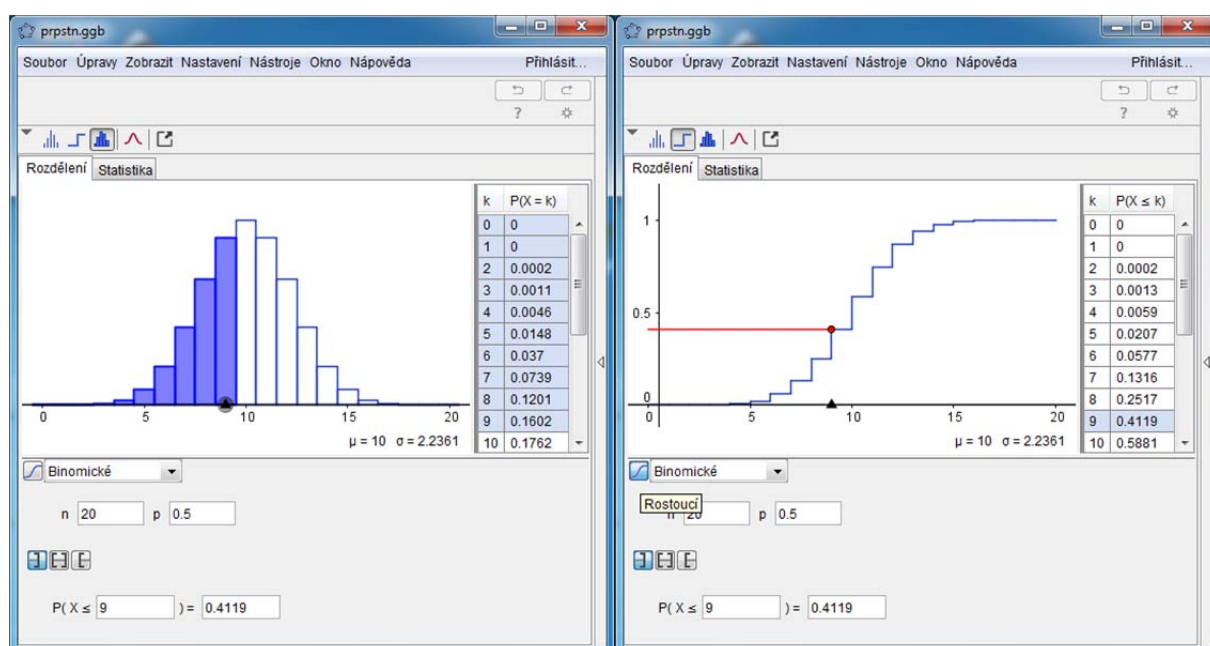 prpstn.ggb
Soubor Úpravy Zobrazit Nastavení Nástroje Okno Nápověda Přihlásit...
?
Rozdělení Statistika
k P(X = k)
0 0
1 0
2 0.0002
3 0.0011
4 0.0046
5 0.0148
6 0.037
7 0.0739
8 0.1201
9 0.1602
10 0.1762
0 5 10 15 20
μ = 10 σ = 2.2361
Binomické
n 20 p 0.5
P( X ≤ 9 ) = 0.4119
prpstn.ggb
Soubor Úpravy Zobrazit Nastavení Nástroje Okno Nápověda Přihlásit...
?
Rozdělení Statistika
1
0.5
0
0 5 10 15 20
μ = 10 σ = 2.2361
k P(X ≤ k)
0 0
1 0
2 0.0002
3 0.0013
4 0.0059
5 0.0207
6 0.0577
7 0.1316
8 0.2517
9 0.4119
10 0.5881
Binomické
Rostoucí
n 20 p 0.5
P( X ≤ 9 ) = 0.4119